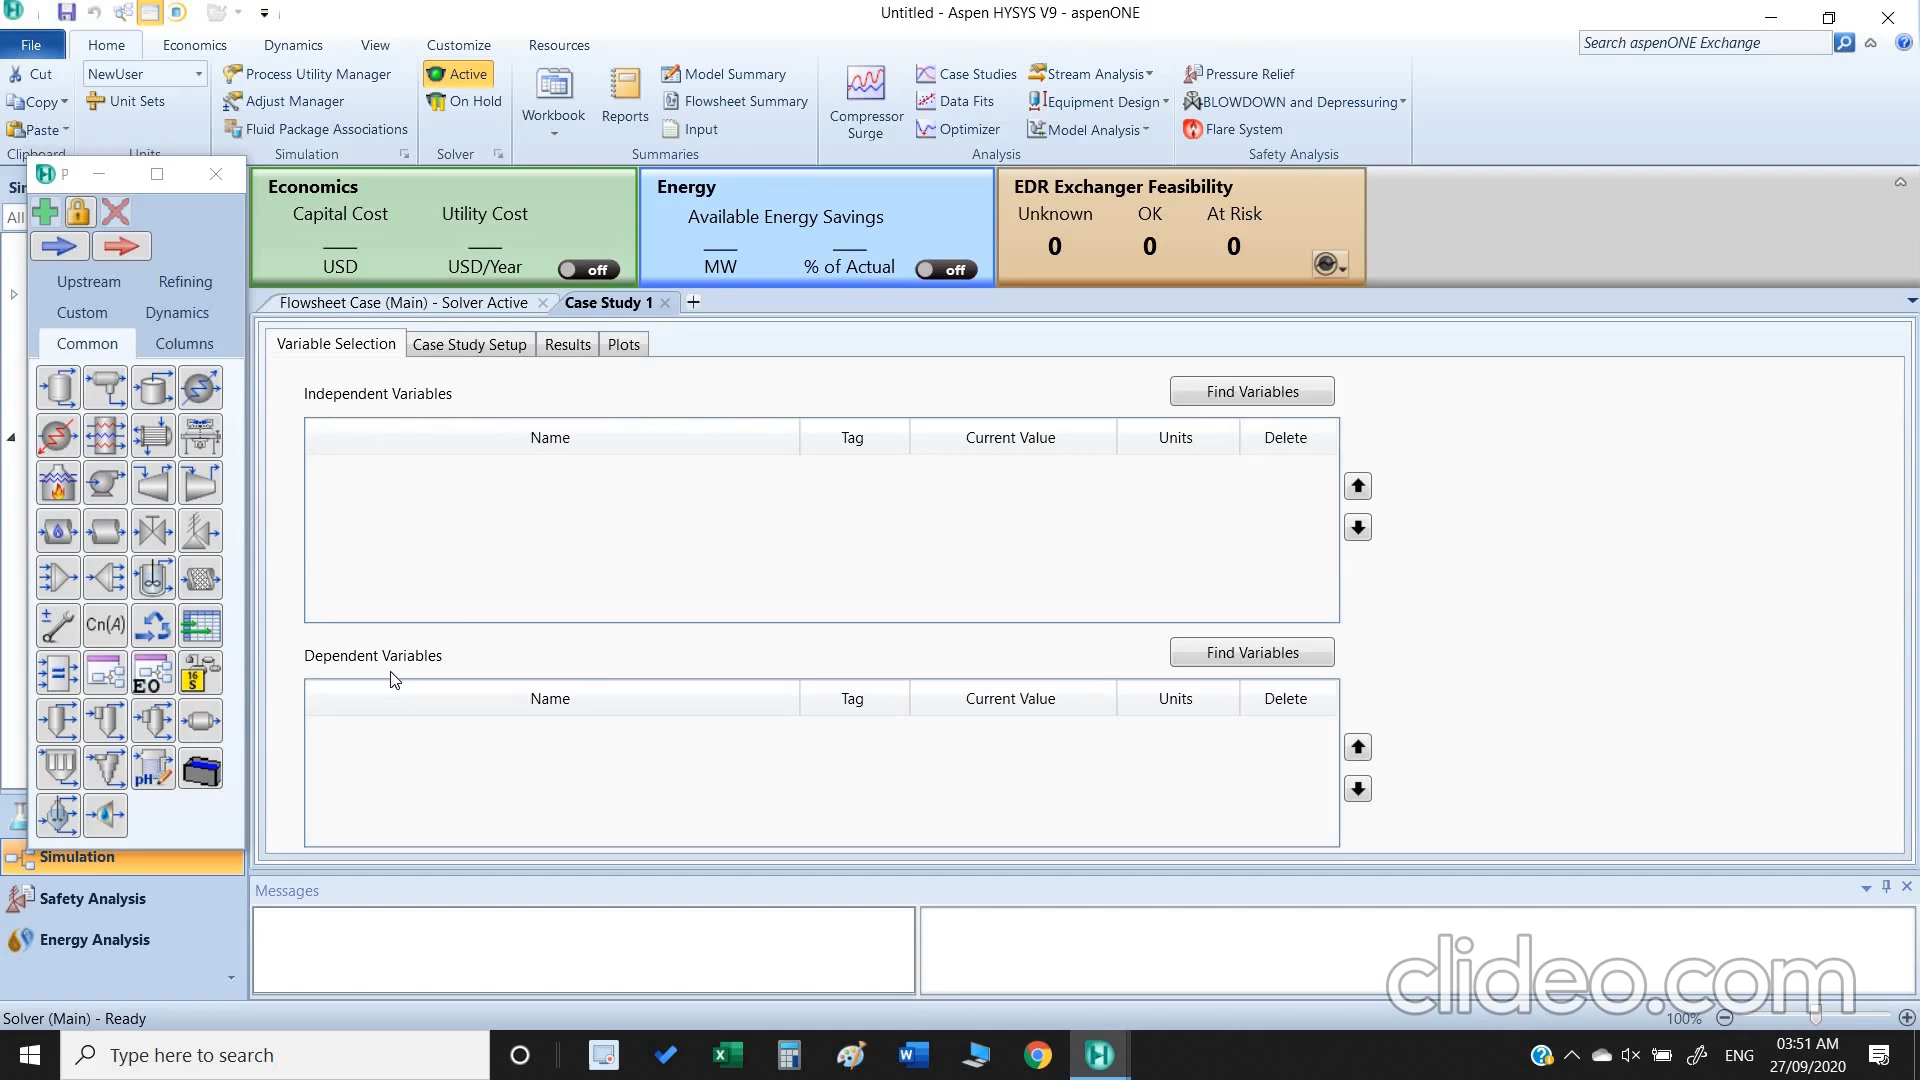 Untitled - Aspen HYSYS V9 - aspenONE
File
Home
Economics
Dynamics
View
Customize
Resources
Search aspenONE Exchange
Cut
Copy
Paste
Clipboard
NewUser
Unit Sets
Units
Process Utility Manager
Adjust Manager
Fluid Package Associations
Simulation
Active
On Hold
Solver
Workbook
Reports
Model Summary
Flowsheet Summary
Input
Summaries
Compressor
Surge
Case Studies
Data Fits
Optimizer
Stream Analysis
Equipment Design
Model Analysis
Analysis
Pressure Relief
BLOWDOWN and Depressuring
Flare System
Safety Analysis
P
All
Upstream
Refining
Custom
Dynamics
Common
Columns
Cn(A)
EO
16
S
pH
Simulation
Safety Analysis
Energy Analysis
Economics
Capital Cost
Utility Cost
USD
USD/Year
off
Energy
Available Energy Savings
MW
% of Actual
off
EDR Exchanger Feasibility
Unknown OK At Risk
0 0 0
Flowsheet Case (Main) - Solver Active
Case Study 1
Variable Selection
Case Study Setup
Results
Plots
Independent Variables
Find Variables
Name Tag Current Value Units Delete
Dependent Variables
Find Variables
Name Tag Current Value Units Delete
Messages
clideo.com
Solver (Main) - Ready
100%
Type here to search
ENG
03:51 AM
27/09/2020